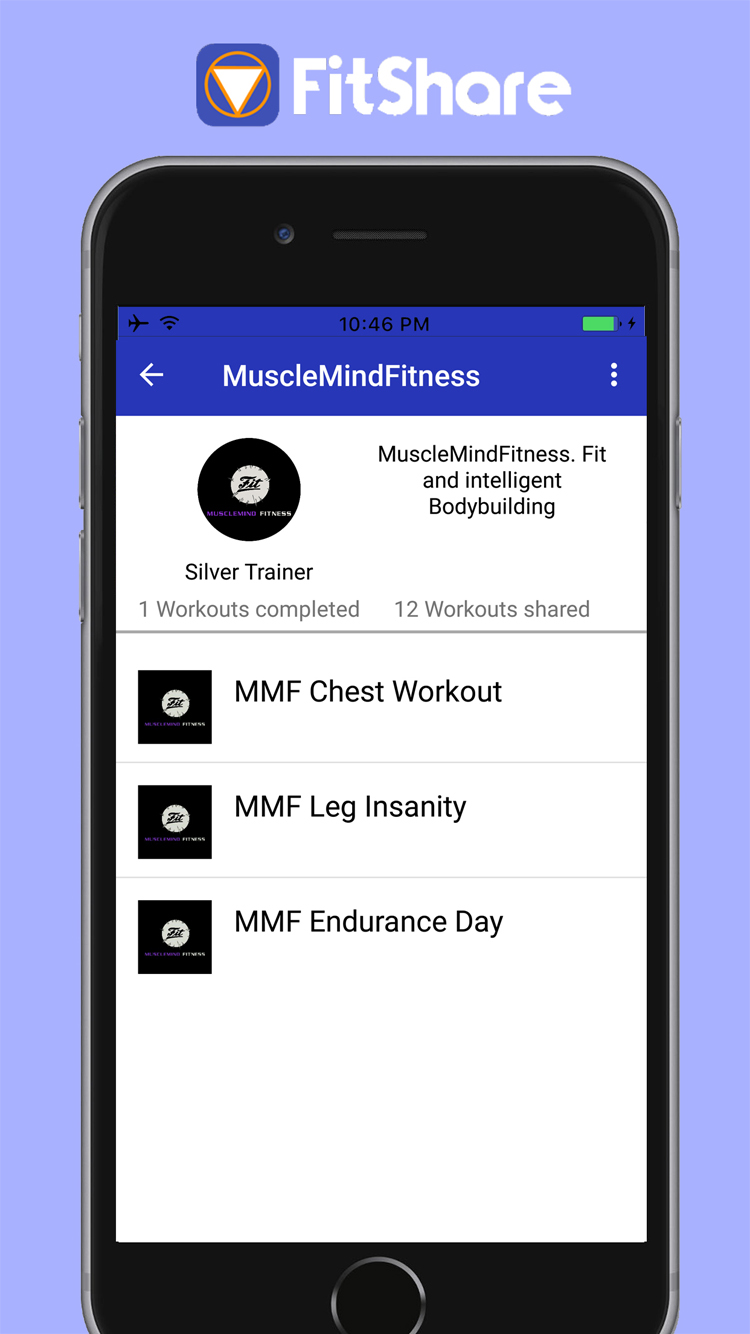 FitShare
10:46 PM
MuscleMindFitness
Fit
MUSCLEMIND FITNESS
MuscleMindFitness. Fit
and intelligent
Bodybuilding
Silver Trainer
1 Workouts completed
12 Workouts shared
Fit
MUSCLEMIND FITNESS
MMF Chest Workout
Fit
MUSCLEMIND FITNESS
MMF Leg Insanity
Fit
MUSCLEMIND FITNESS
MMF Endurance Day